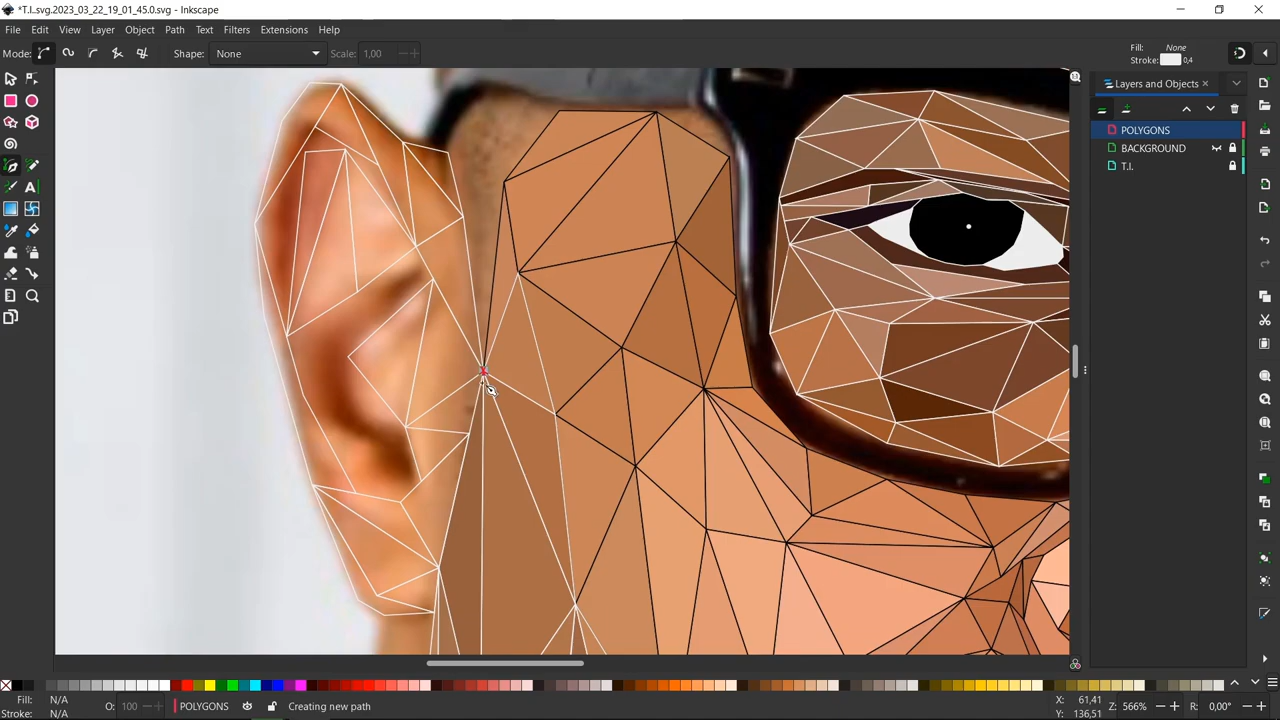 *T.I.svg.2023_03_22_19_01_45.0.svg - Inkscape
File Edit View Layer Object Path Text Filters Extensions Help
Mode: Shape: None Scale: 1,00 Fill: None
Stroke: 0,4
Layers and Objects
POLYGONS
BACKGROUND
T.I.
Fill: N/A O: 100 POLYGONS Creating new path X: 61,41 Z: 566% R: 0,00°
Stroke: N/A Y: 136,51